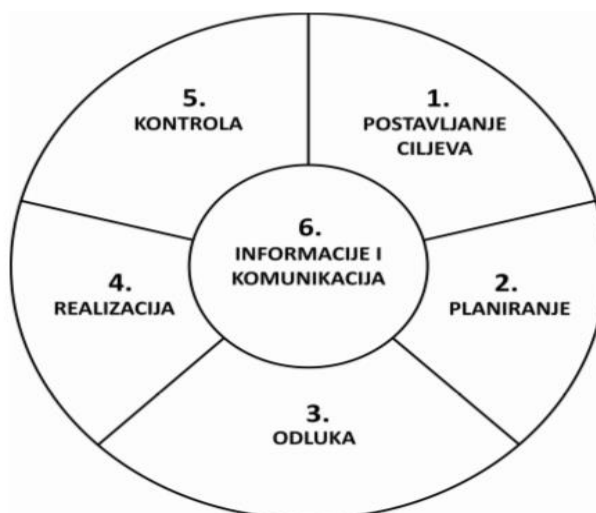 1.
POSTAVLJANJE
CILJEVA
2.
PLANIRANJE
3.
ODLUKA
4.
REALIZACIJA
5.
KONTROLA
6.
INFORMACIJE I
KOMUNIKACIJA